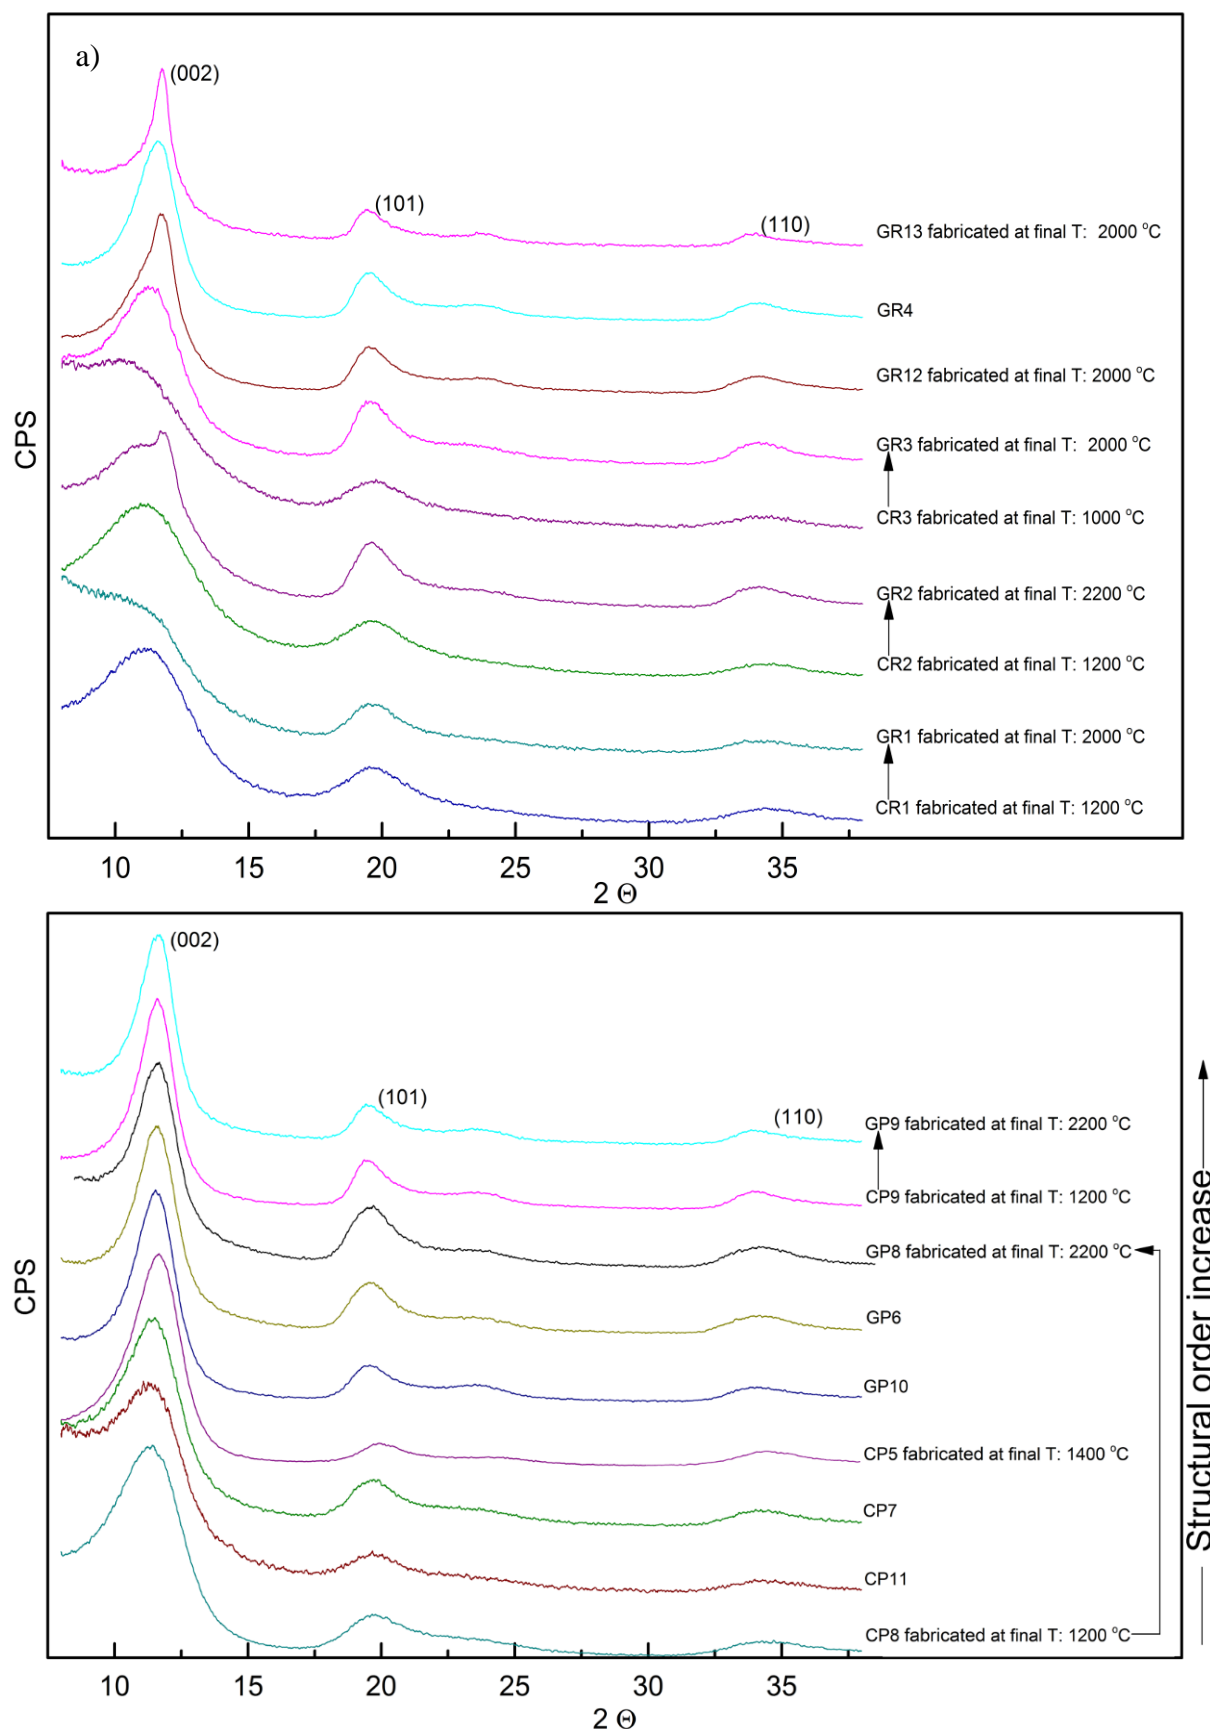 a)
(002)
(101)
(110)
GR13 fabricated at final T: 2000 °C
GR4
GR12 fabricated at final T: 2000 °C
GR3 fabricated at final T: 2000 °C
CR3 fabricated at final T: 1000 °C
GR2 fabricated at final T: 2200 °C
CR2 fabricated at final T: 1200 °C
GR1 fabricated at final T: 2000 °C
CR1 fabricated at final T: 1200 °C
CPS
10 15 20 25 30 35
2 Θ
(002)
(101)
(110)
GP9 fabricated at final T: 2200 °C
CP9 fabricated at final T: 1200 °C
GP8 fabricated at final T: 2200 °C
GP6
GP10
CP5 fabricated at final T: 1400 °C
CP7
CP11
CP8 fabricated at final T: 1200 °C
CPS
Structural order increase
10 15 20 25 30 35
2 Θ